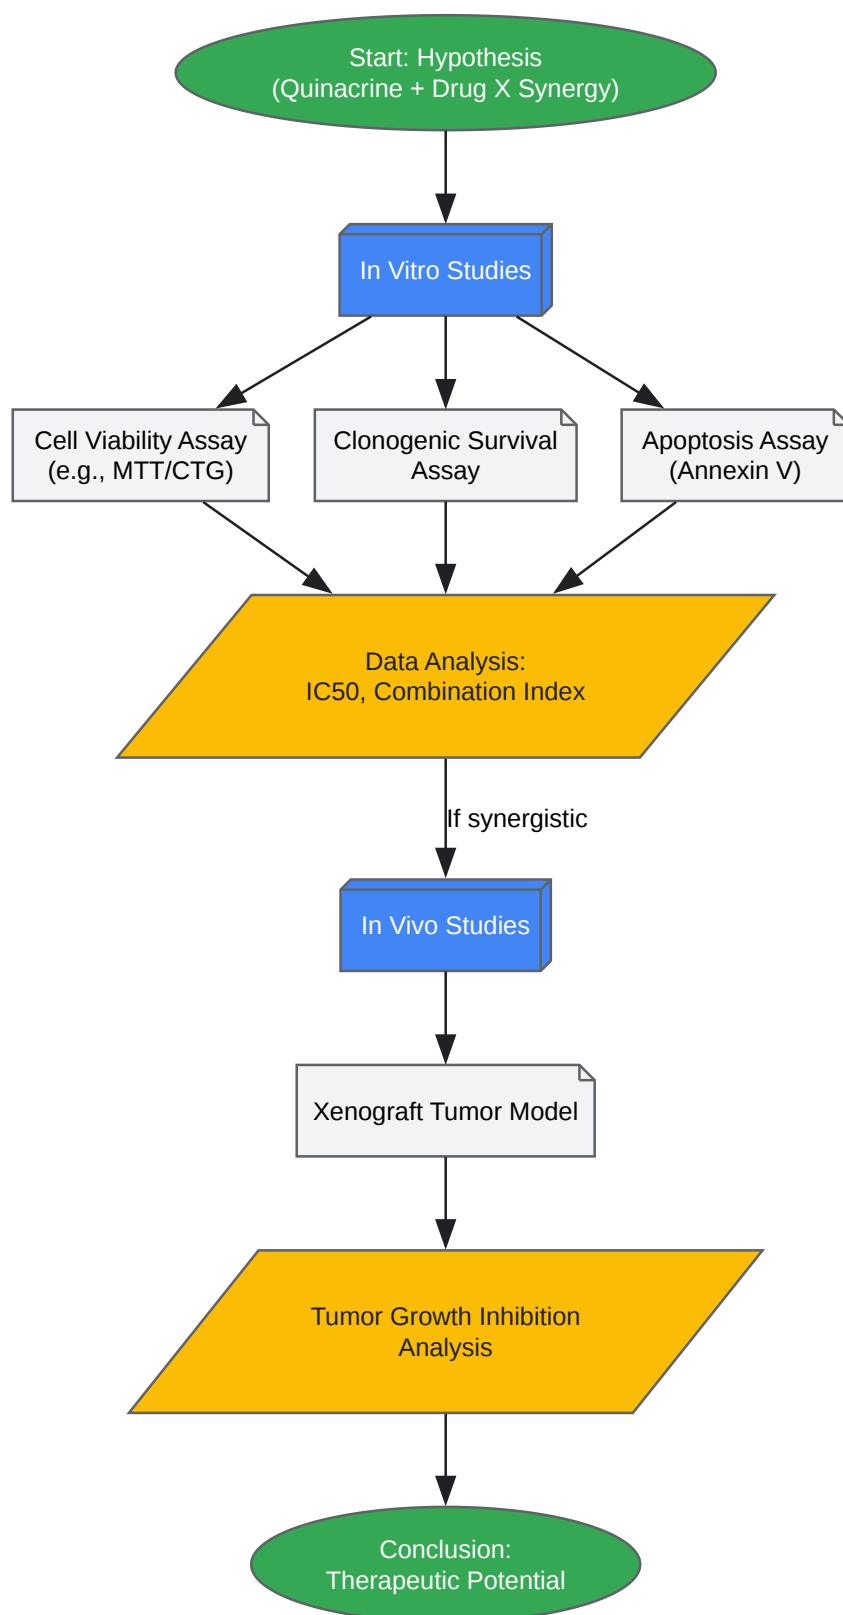 Start: Hypothesis
(Quinacrine + Drug X Synergy)
In Vitro Studies
Cell Viability Assay
(e.g., MTT/CTG)
Clonogenic Survival
Assay
Apoptosis Assay
(Annexin V)
Data Analysis:
IC50, Combination Index
If synergistic
In Vivo Studies
Xenograft Tumor Model
Tumor Growth Inhibition
Analysis
Conclusion:
Therapeutic Potential